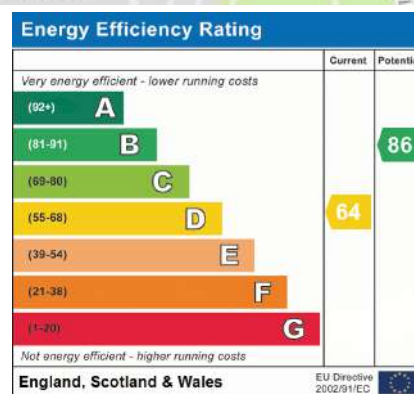 Energy Efficiency Rating
Current Potenti
Very energy efficient - lower running costs
(92+) A
(81-91) B 86
(69-80) C
(55-68) D 64
(39-54) E
(21-38) F
(1-20) G
Not energy efficient - higher running costs
England, Scotland & Wales
EU Directive
2002/91/EC